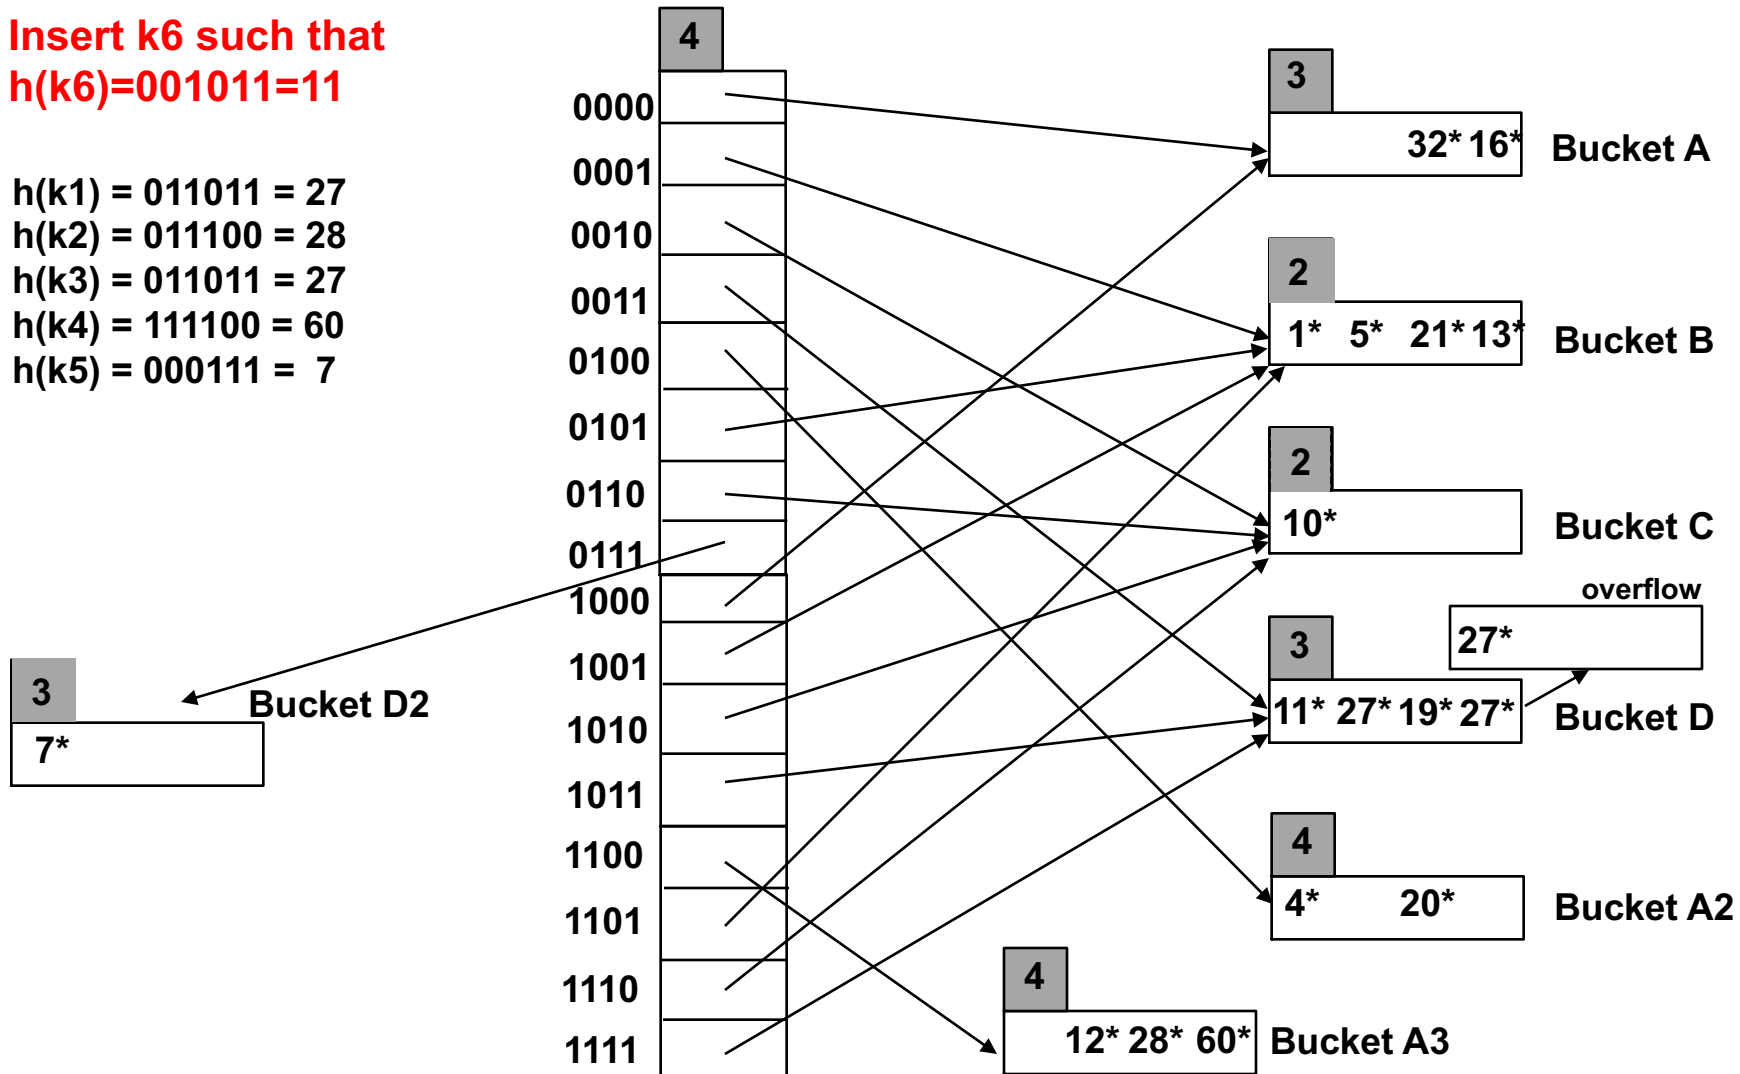 Insert k6 such that
h(k6)=001011=11
h(k1) = 011011 = 27
h(k2) = 011100 = 28
h(k3) = 011011 = 27
h(k4) = 111100 = 60
h(k5) = 000111 = 7
4
0000
0001
0010
0011
0100
0101
0110
0111
1000
1001
1010
1011
1100
1101
1110
1111
3
32* 16*
Bucket A
2
1* 5* 21* 13*
Bucket B
2
10*
Bucket C
overflow
27*
3
11* 27* 19* 27*
Bucket D
4
4* 20*
Bucket A2
4
12* 28* 60*
Bucket A3
3
Bucket D2
7*